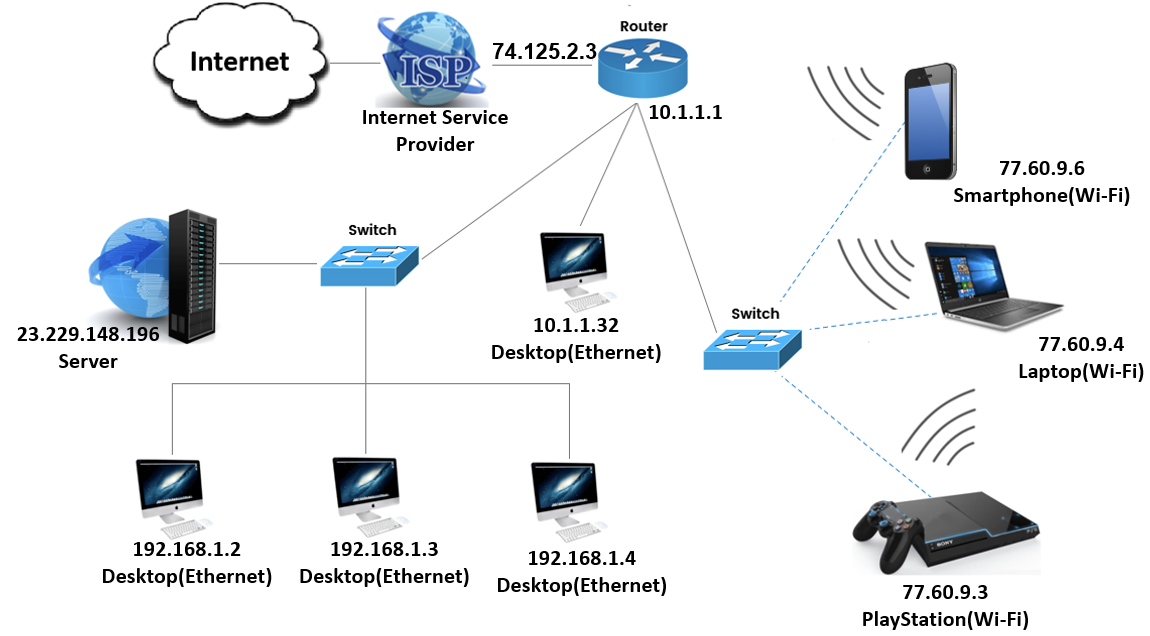 Internet
ISP
Internet Service
Provider
74.125.2.3
Router
10.1.1.1
77.60.9.6
Smartphone(Wi-Fi)
Switch
23.229.148.196
Server
10.1.1.32
Desktop(Ethernet)
Switch
77.60.9.4
Laptop(Wi-Fi)
192.168.1.2
Desktop(Ethernet)
192.168.1.3
Desktop(Ethernet)
192.168.1.4
Desktop(Ethernet)
SONY
77.60.9.3
PlayStation(Wi-Fi)